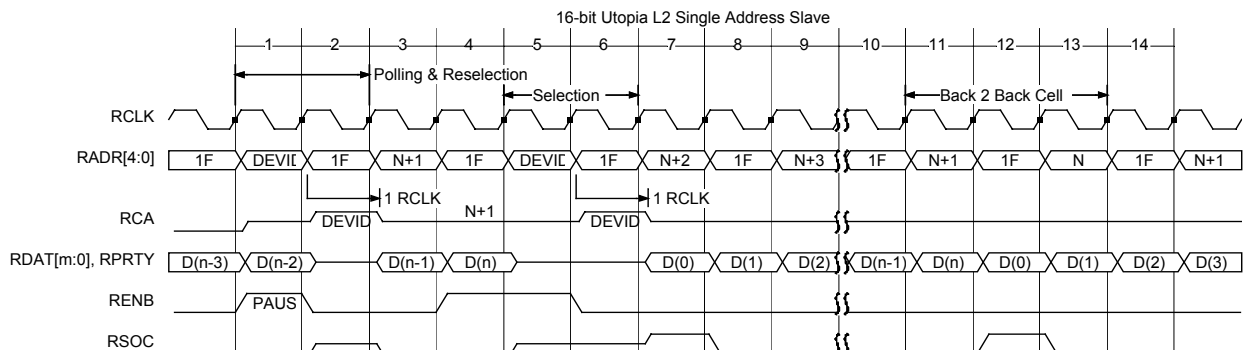 16-bit Utopia L2 Single Address Slave
1 2 3 4 5 6 7 8 9 10 11 12 13 14
Polling & Reselection
Selection
Back 2 Back Cell
RCLK
RADR[4:0] 1F DEVID 1F N+1 1F DEVID 1F N+2 1F N+3 1F N+1 1F N 1F N+1
1 RCLK 1 RCLK
RCA DEVID N+1 DEVID
RDAT[m:0], RPRTY D(n-3) D(n-2) D(n-1) D(n) D(0) D(1) D(2) D(n-1) D(n) D(0) D(1) D(2) D(3)
RENB PAUS
RSOC